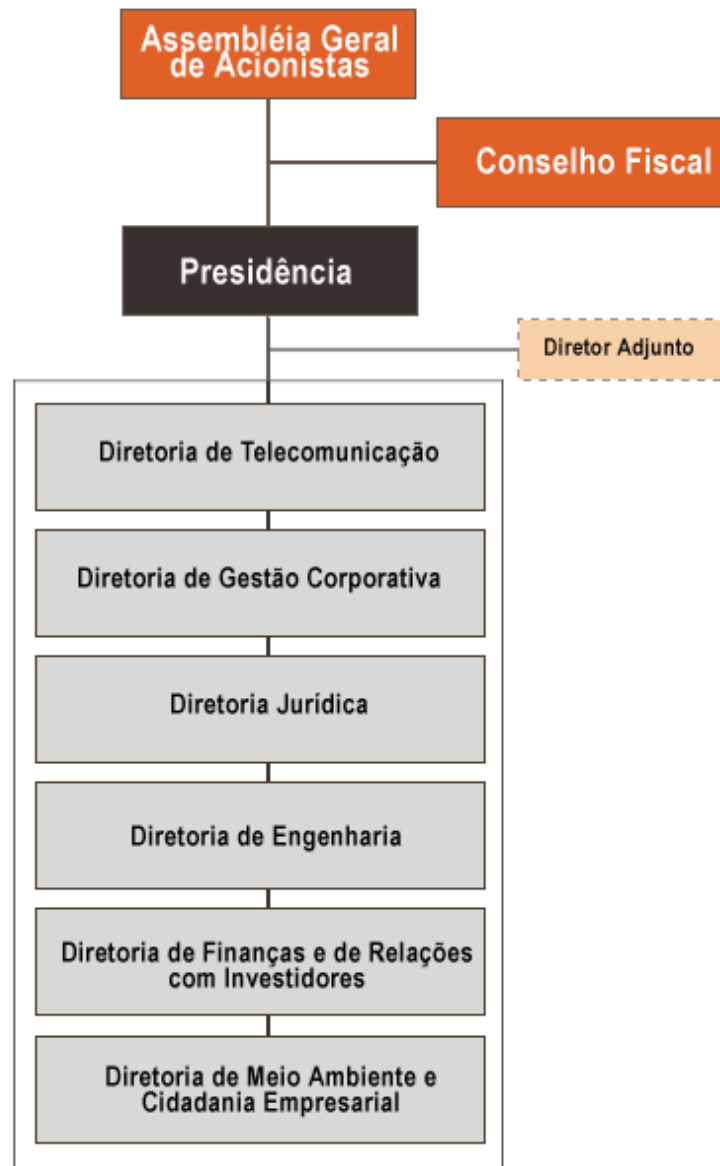 Assembléia Geral
de Acionistas
Conselho Fiscal
Presidência
Diretor Adjunto
Diretoria de Telecomunicação
Diretoria de Gestão Corporativa
Diretoria Jurídica
Diretoria de Engenharia
Diretoria de Finanças e de Relações
com Investidores
Diretoria de Meio Ambiente e
Cidadania Empresarial